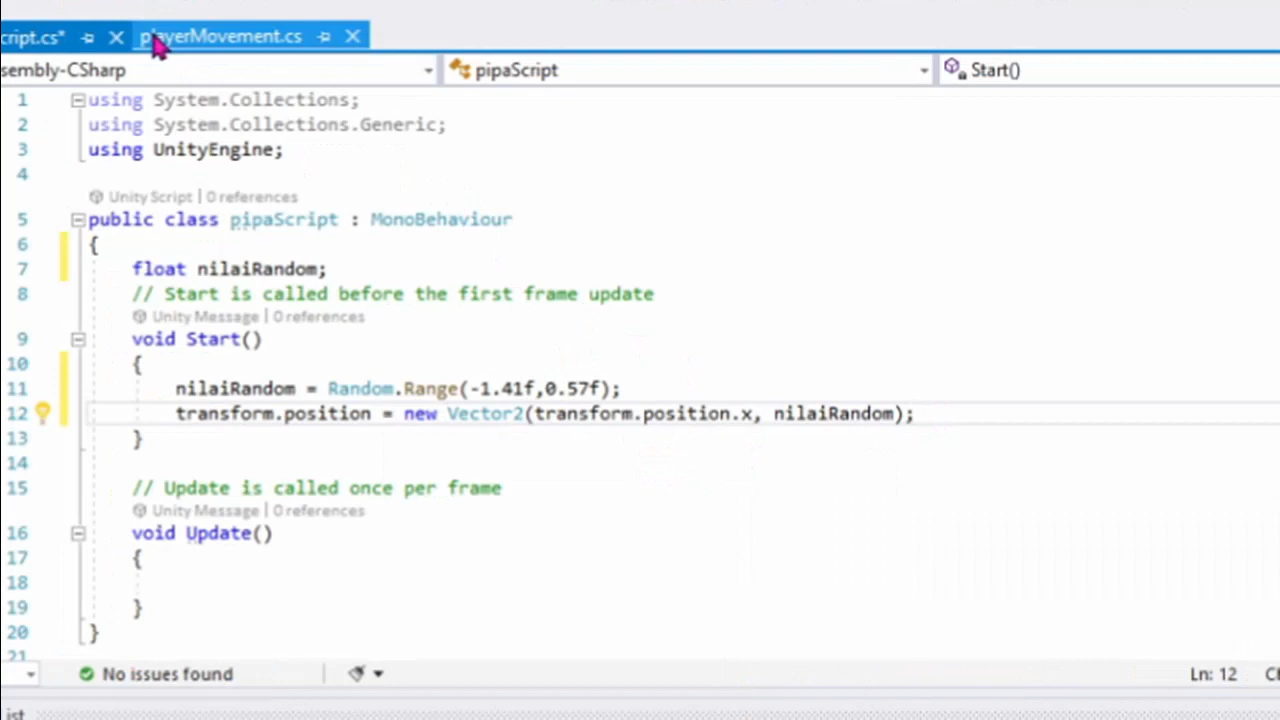 cript.cs* playerMovement.cs
sembly-CSharp pipaScript Start()
1 using System.Collections;
2 using System.Collections.Generic;
3 using UnityEngine;
4
Unity Script | 0 references
5 public class pipaScript : MonoBehaviour
6 {
7 float nilaiRandom;
8 // Start is called before the first frame update
Unity Message | 0 references
9 void Start()
10 {
11 nilaiRandom = Random.Range(-1.41f,0.57f);
12 transform.position = new Vector2(transform.position.x, nilaiRandom);
13 }
14
15 // Update is called once per frame
Unity Message | 0 references
16 void Update()
17 {
18
19 }
20 }
21
No issues found Ln: 12 C
ist